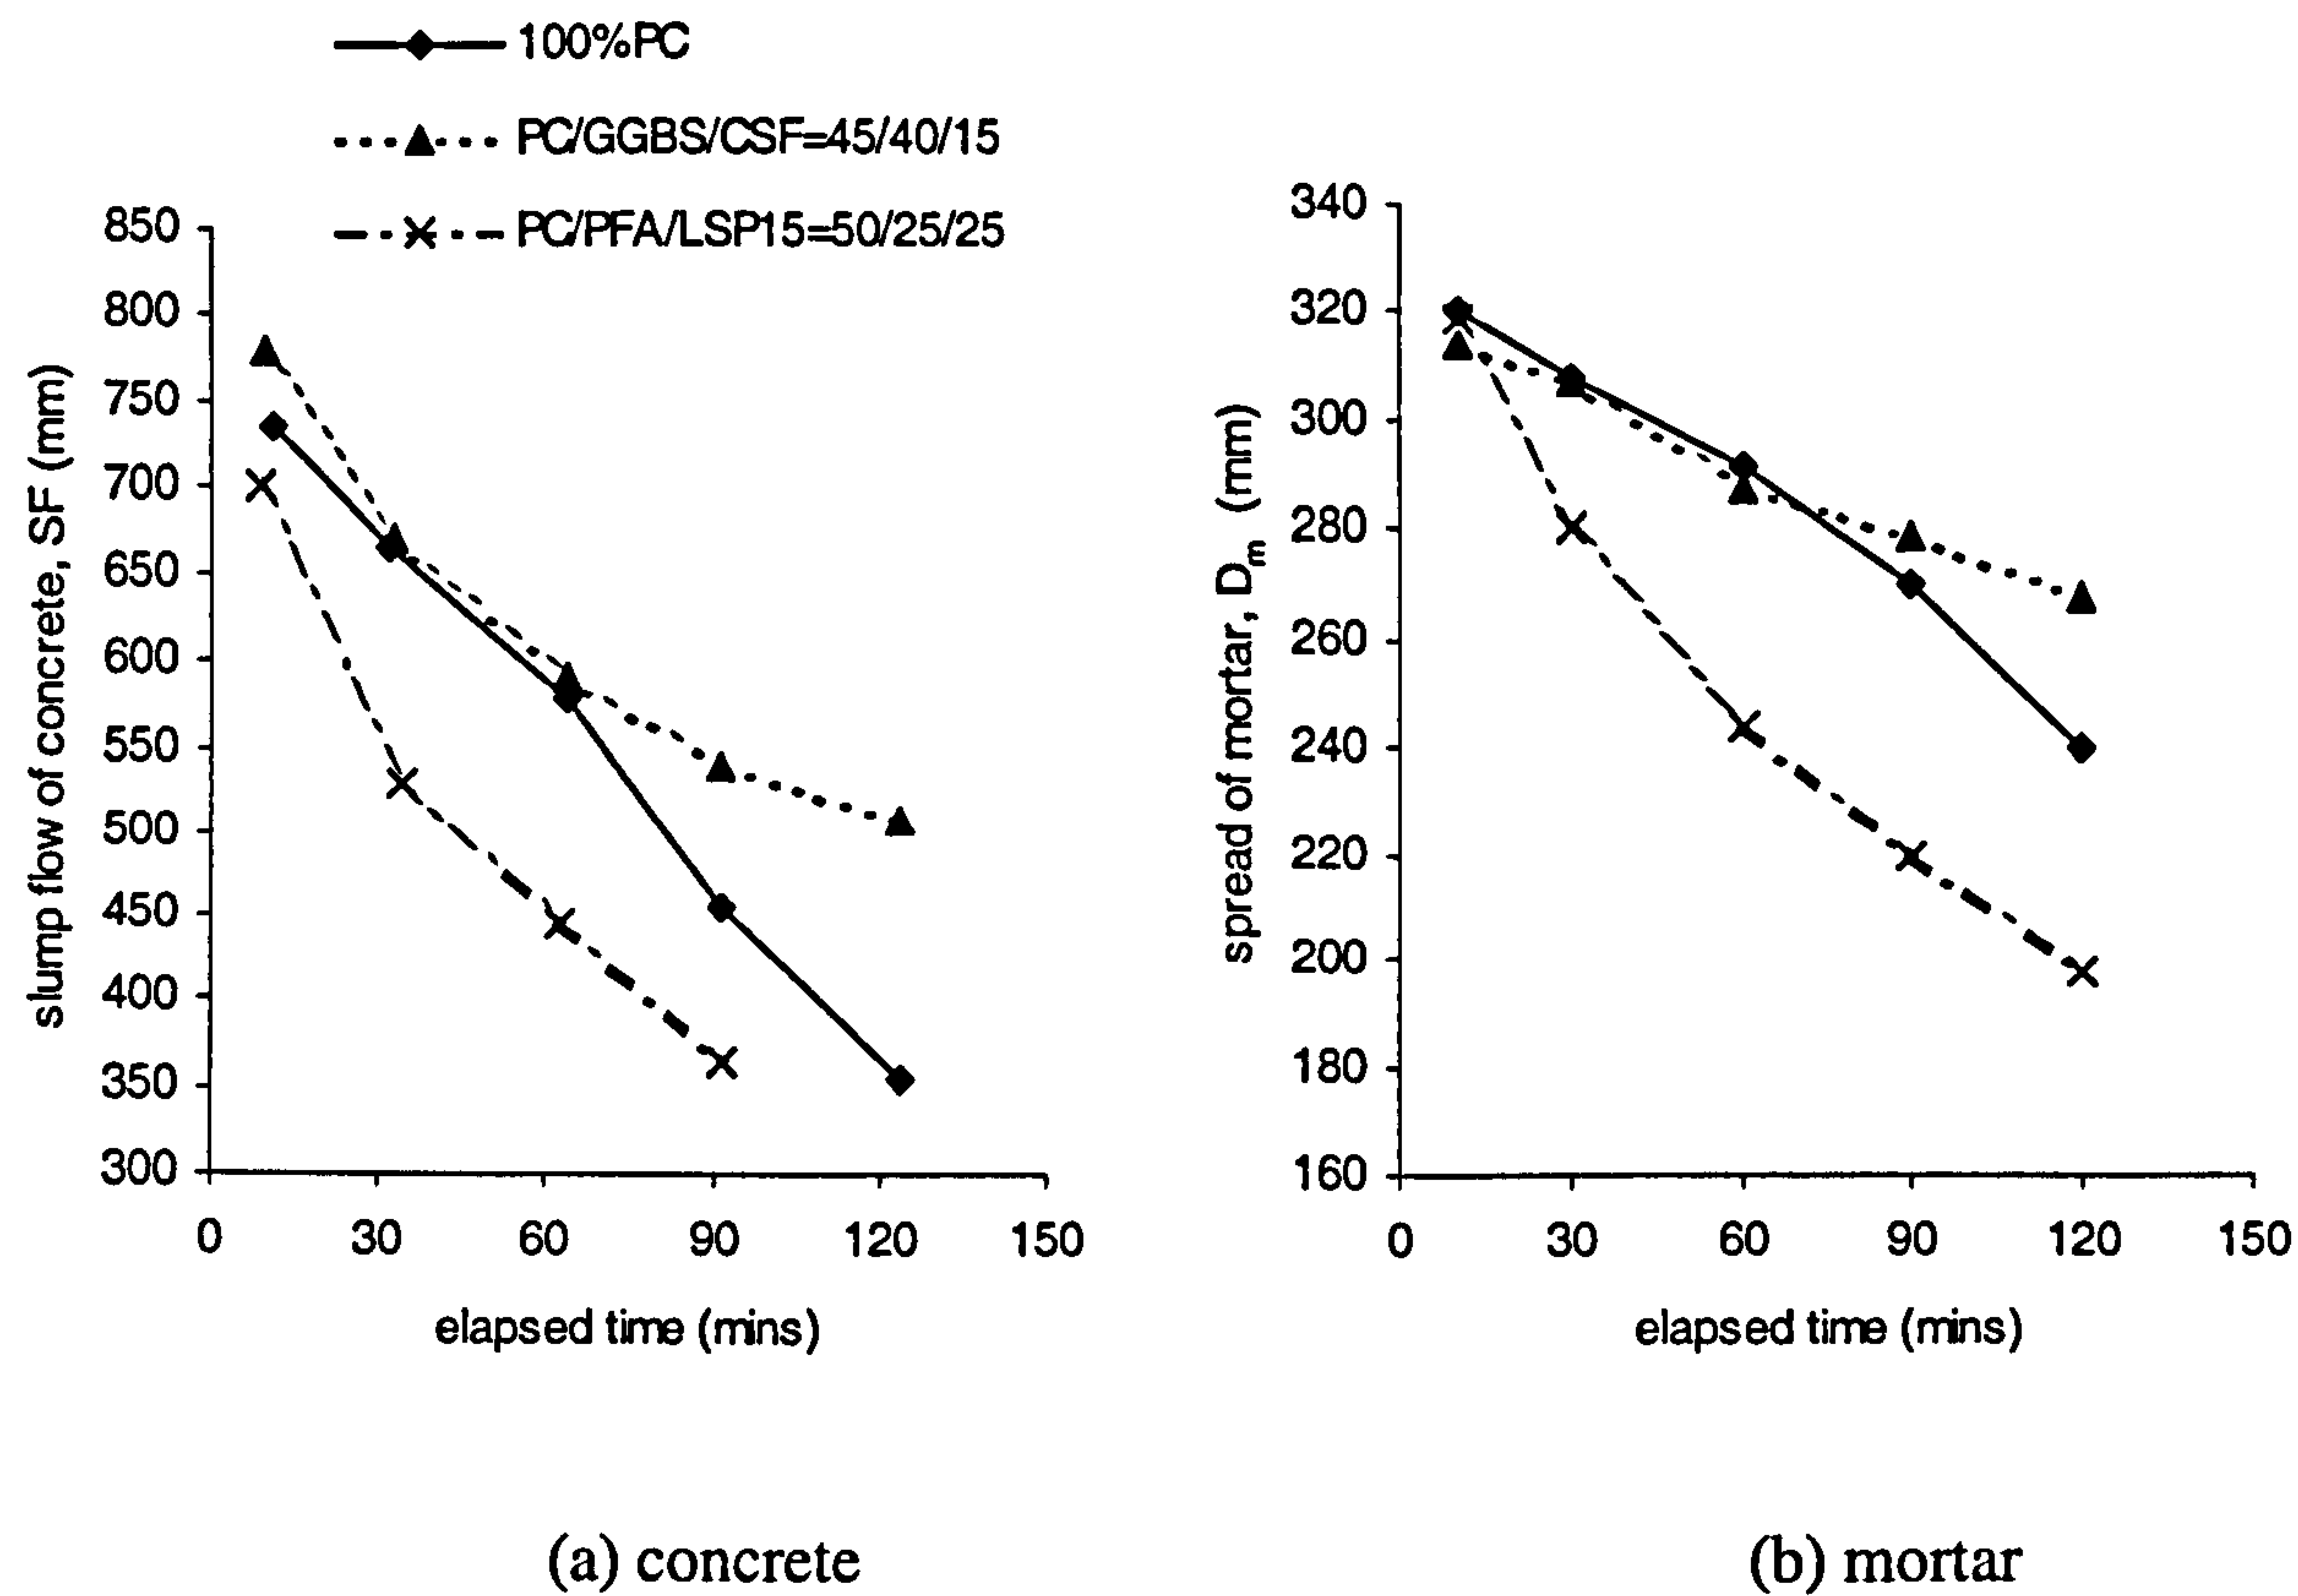 100%PC
PC/GGBS/CSF=45/40/15
PC/PFA/LSP15=50/25/25
slump flow of concrete, SF (mm)
850
800
750
700
650
600
550
500
450
400
350
300
0 30 60 90 120 150
elapsed time (mins)
(a) concrete
spread of mortar, Dm (mm)
340
320
300
280
260
240
220
200
180
160
0 30 60 90 120 150
elapsed time (mins)
(b) mortar